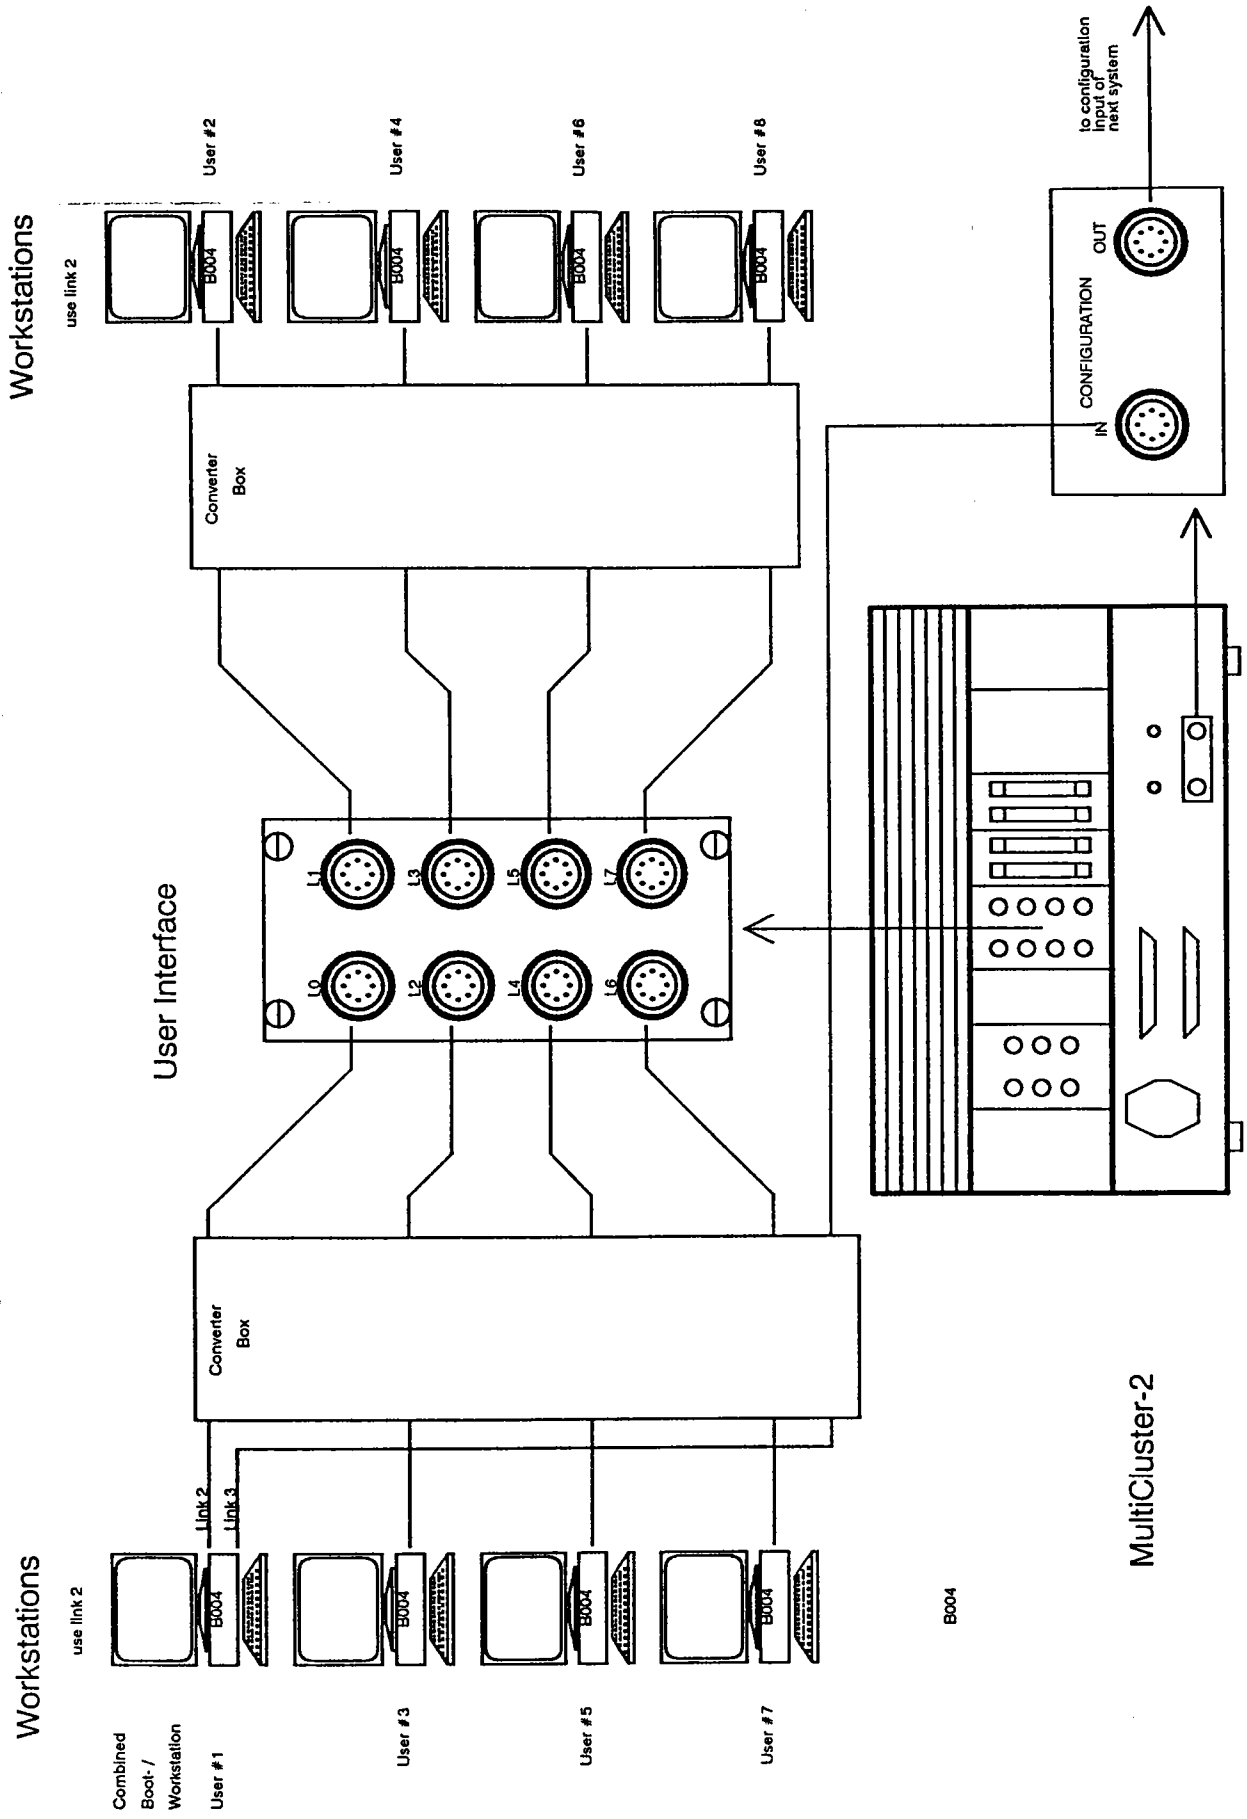 Workstations
User Interface
Workstations
use link 2
use link 2
Combined
Boot- /
Workstation
User #1
B004
Link 2
Link 3
Converter
Box
L0
L1
Converter
Box
B004
User #2
User #3
B004
L2
L3
B004
User #4
User #5
B004
L4
L5
B004
User #6
User #7
B004
L6
L7
B004
User #8
B004
MultiCluster-2
IN
CONFIGURATION
OUT
to configuration
input of
next system